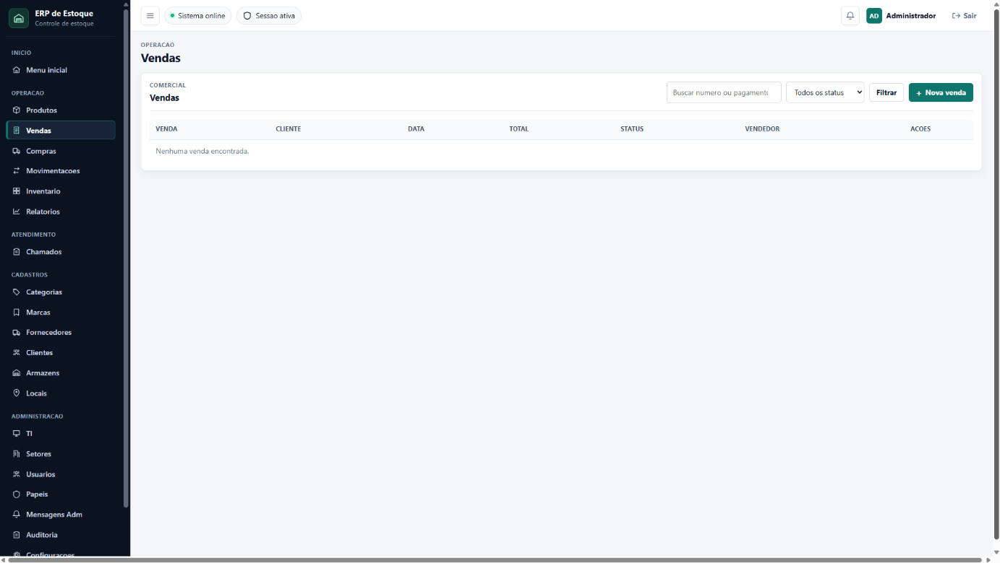 ERP de Estoque
Controle de estoque
INICIO
Menu inicial
OPERACAO
Produtos
Vendas
Compras
Movimentacoes
Inventario
Relatorios
ATENDIMENTO
Chamados
CADASTROS
Categorias
Marcas
Fornecedores
Clientes
Armazens
Locais
ADMINISTRACAO
TI
Setores
Usuarios
Papeis
Mensagens Adm
Auditoria
Configuracoes
Sistema online
Sessao ativa
AD Administrador
Sair
OPERACAO
Vendas
COMERCIAL
Vendas
Buscar numero ou pagamento
Todos os status
Filtrar
+ Nova venda
VENDA CLIENTE DATA TOTAL STATUS VENDEDOR ACOES
Nenhuma venda encontrada.